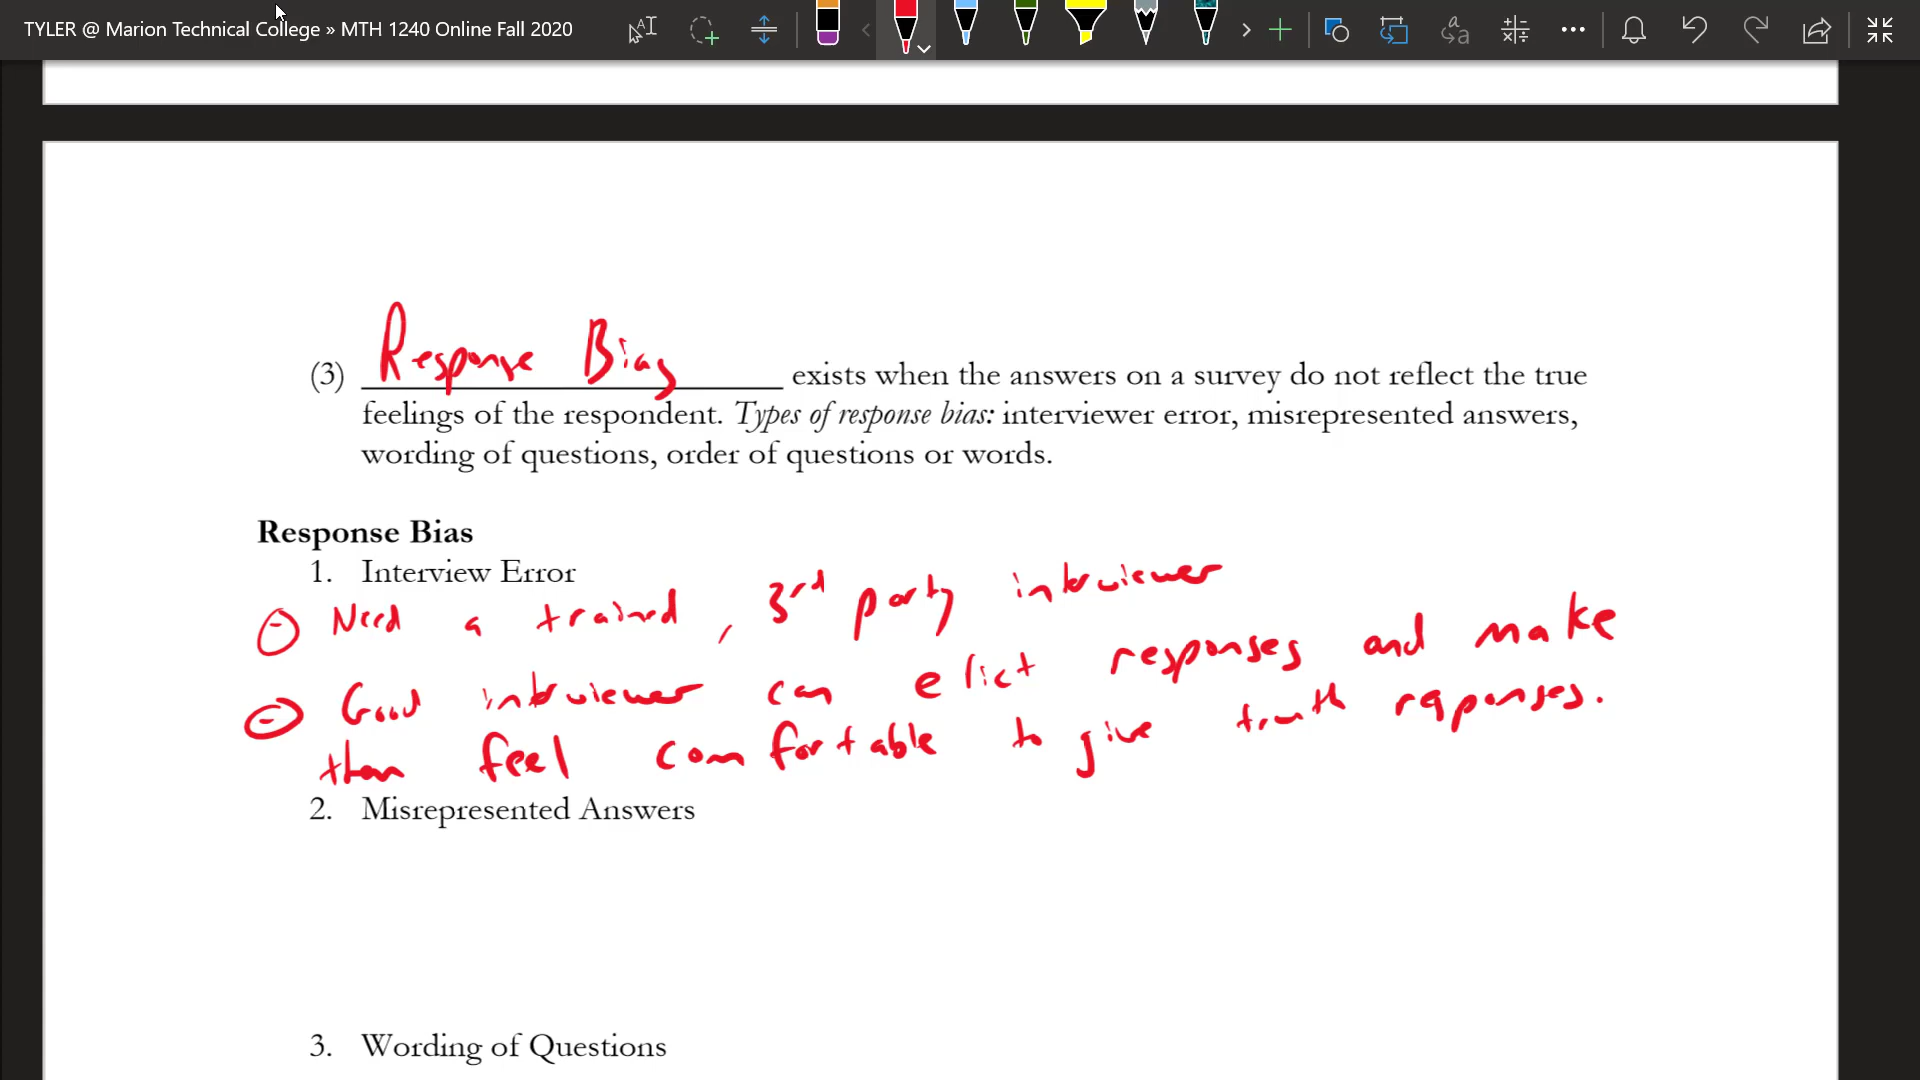 TYLER @ Marion Technical College » MTH 1240 Online Fall 2020
(3) Response Bias exists when the answers on a survey do not reflect the true
feelings of the respondent. Types of response bias: interviewer error, misrepresented answers,
wording of questions, order of questions or words.
Response Bias
1. Interview Error
Need a trained, 3rd party interviewer
Good interviewer can elict responses and make
them feel comfortable to give truth responses.
2. Misrepresented Answers
3. Wording of Questions